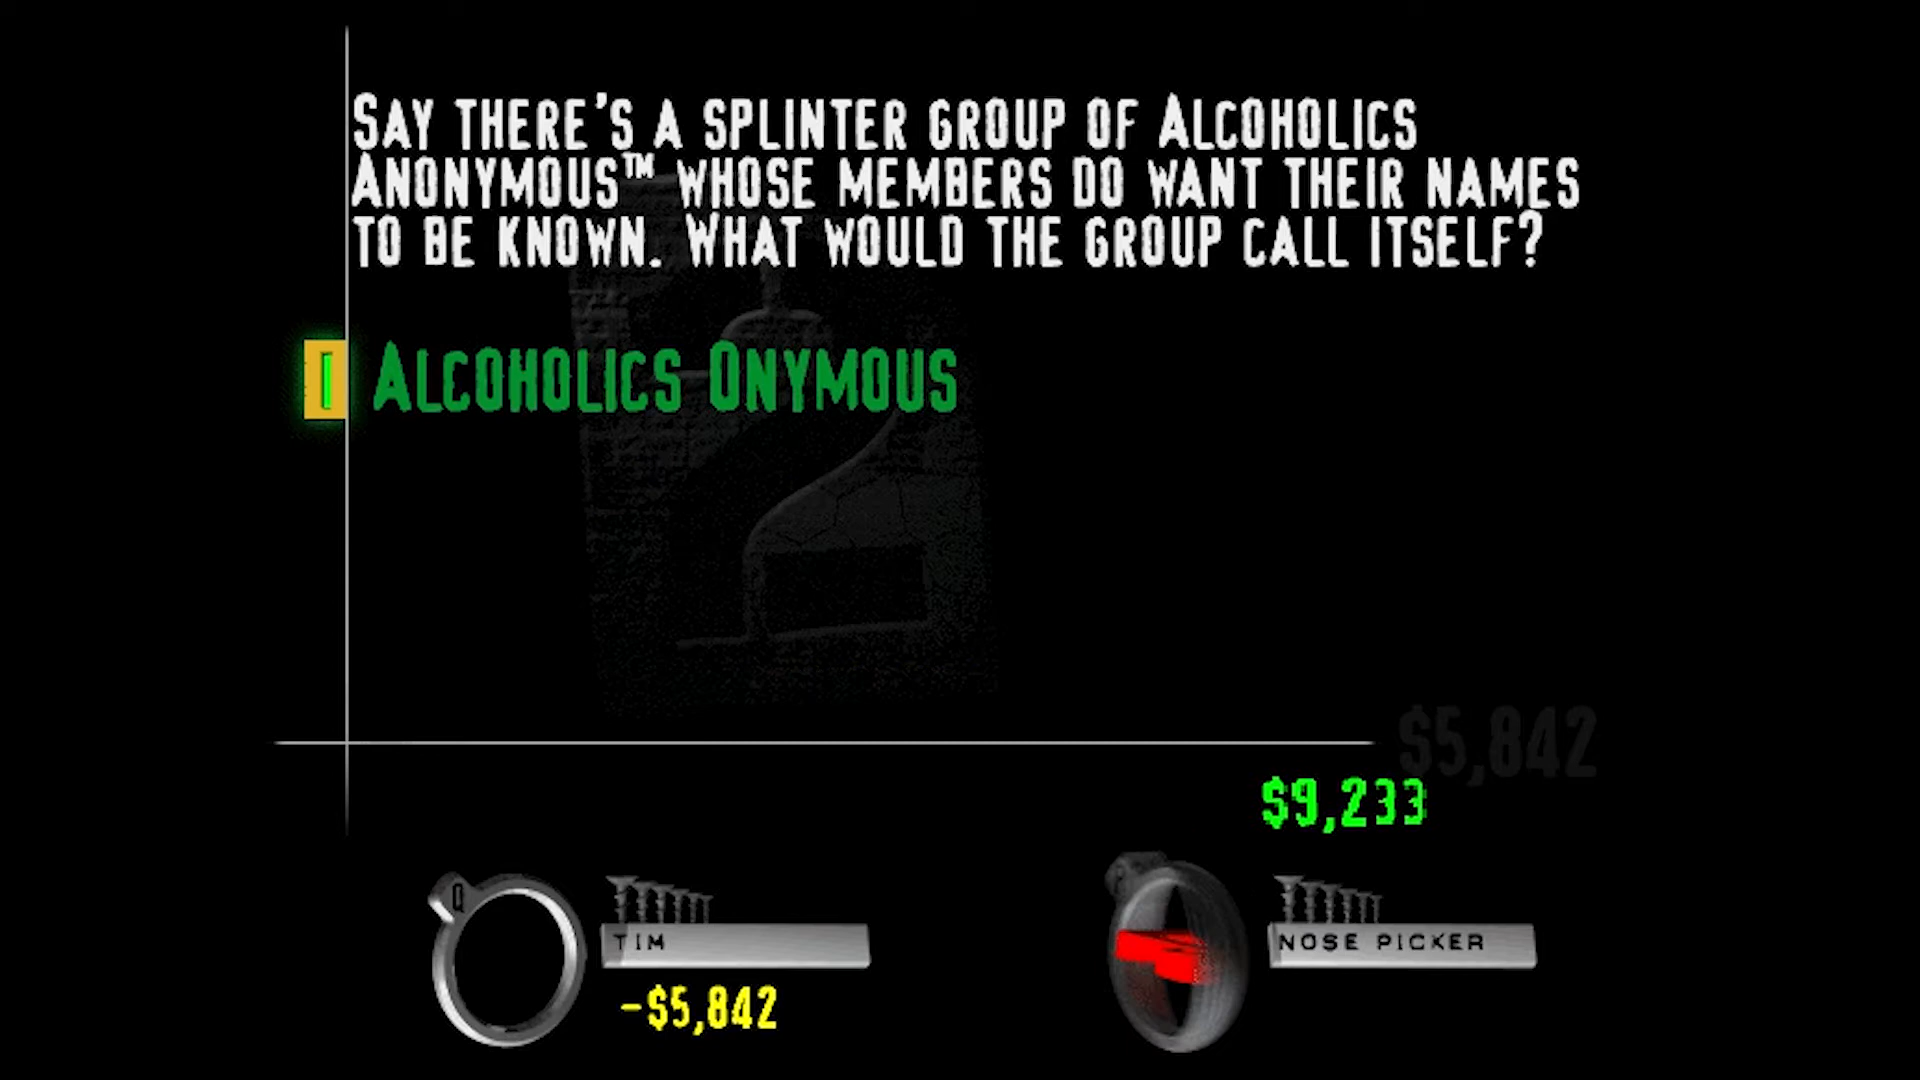 Say there's a splinter group of Alcoholics
Anonymous™ whose members do want their names
to be known. What would the group call itself?
1 Alcoholics Onymous
$5,842
$9,233
Q
TIM
NOSE PICKER
-$5,842